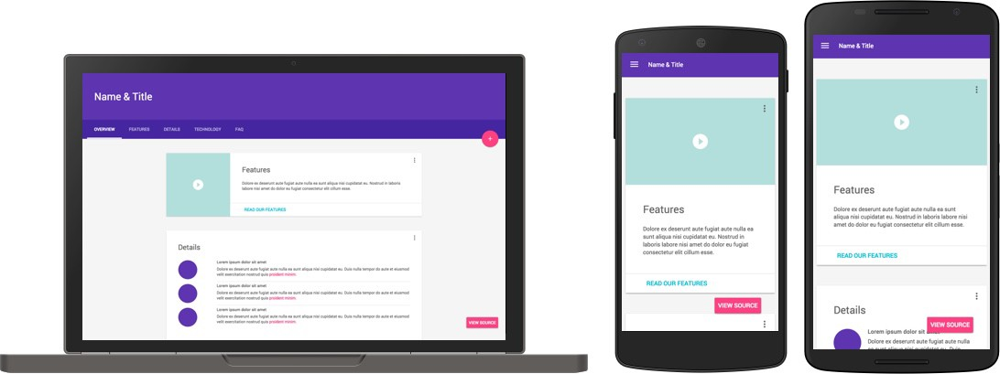 Name & Title
OVERVIEW FEATURES DETAILS TECHNOLOGY FAQ
+
Features
Dolore ex deserunt aute fugiat aute nulla ea sunt aliqua nisi cupidatat eu. Nostrud in laboris
labore nisi amet do dolor eu fugiat consectetur elit cillum esse.
READ OUR FEATURES
Details
Lorem ipsum dolor sit amet
Dolore ex deserunt aute fugiat aute nulla ea sunt aliqua nisi cupidatat eu. Duis nulla tempor do aute et eiusmod
velit exercitation nostrud quis proident minim.
Lorem ipsum dolor sit amet
Dolore ex deserunt aute fugiat aute nulla ea sunt aliqua nisi cupidatat eu. Duis nulla tempor do aute et eiusmod
velit exercitation nostrud quis proident minim.
Lorem ipsum dolor sit amet
Dolore ex deserunt aute fugiat aute nulla ea sunt aliqua nisi cupidatat eu. Duis nulla tempor do aute et eiusmod
velit exercitation nostrud quis proident minim.
VIEW SOURCE
Name & Title
Features
Dolore ex deserunt aute fugiat aute nulla ea
sunt aliqua nisi cupidatat eu. Nostrud in
laboris labore nisi amet do dolor eu fugiat
consectetur elit cillum esse.
READ OUR FEATURES
VIEW SOURCE
Name & Title
Features
Dolore ex deserunt aute fugiat aute nulla ea sunt
aliqua nisi cupidatat eu. Nostrud in laboris labore nisi
amet do dolor eu fugiat consectetur elit cillum esse.
READ OUR FEATURES
Details
VIEW SOURCE
Lorem ipsum dolor sit
Dolore ex deserunt aute fugiat aute nulla
ea sunt aliqua nisi cupidatat eu. Duis